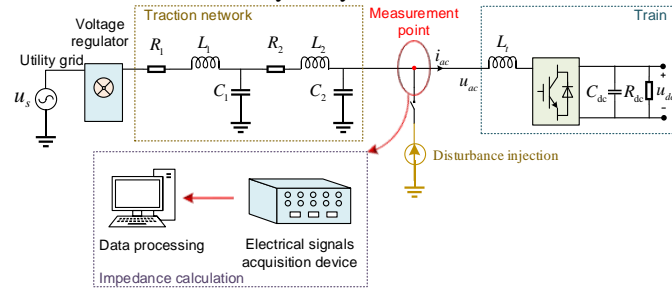 Traction network
Measurement
point
Train
Voltage
regulator
Utility grid
R1
L1
R2
L2
C1
C2
us
iac
uac
Lt
Cdc
Rdc
+
udc
-
Disturbance injection
Data processing
Electrical signals
acquisition device
Impedance calculation